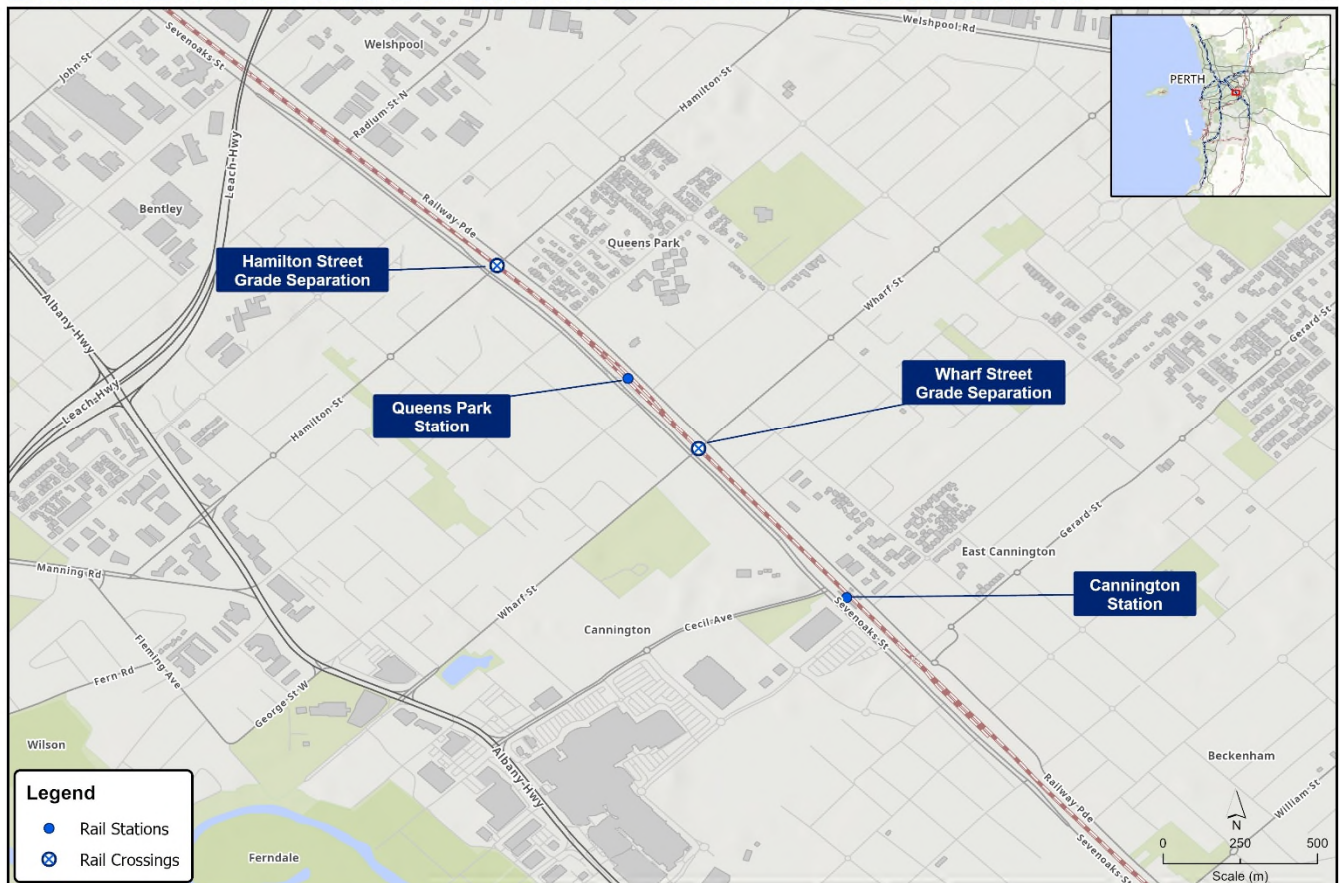 Sevenoaks-St
Welshpool
Welshpool Rd
John-St
Radium-St-N
Hamilton-St
Leach-Hwy
PERTH
Bentley
Railway-Pde
Queens Park
Hamilton Street
Grade Separation
Wharf-St
Gerard-St
Albany-Hwy
Leach-Hwy
Hamilton-St
Queens Park
Station
Wharf Street
Grade Separation
Gerard-St
East Cannington
Manning Rd
Cannington
Station
Wharf-St
Cannington
Cecil Ave
Sevenoaks-St
Fleming-Ave
Fern-Rd
George-St-W
Wilson
Albany-Hwy
Beckenham
Railway-Pde
William-St
Sevenoaks-St
Ferndale
Legend
Rail Stations
Rail Crossings
N
0 250 500
Scale (m)